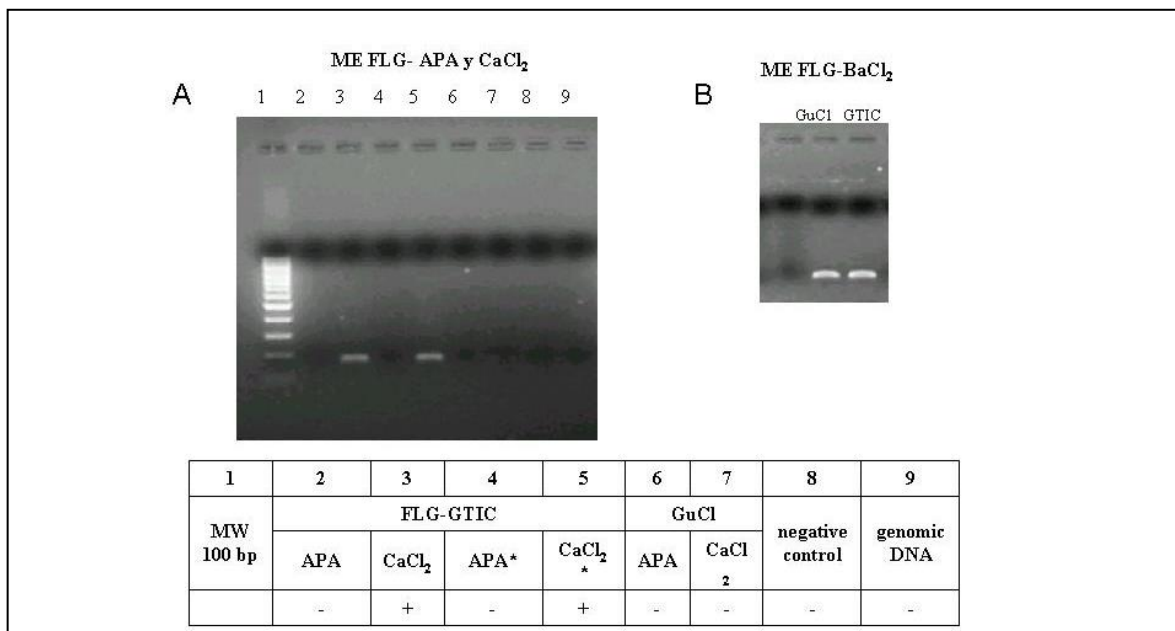 ME FLG- APA y CaCl₂
A
1 2 3 4 5 6 7 8 9
ME FLG-BaCl₂
B
GuCl GTIC
1 2 3 4 5 6 7 8 9
MW 100 bp
FLG-GTIC
GuCl
negative control
genomic DNA
APA CaCl₂ APA* CaCl₂* APA CaCl₂
- + - + - - - -